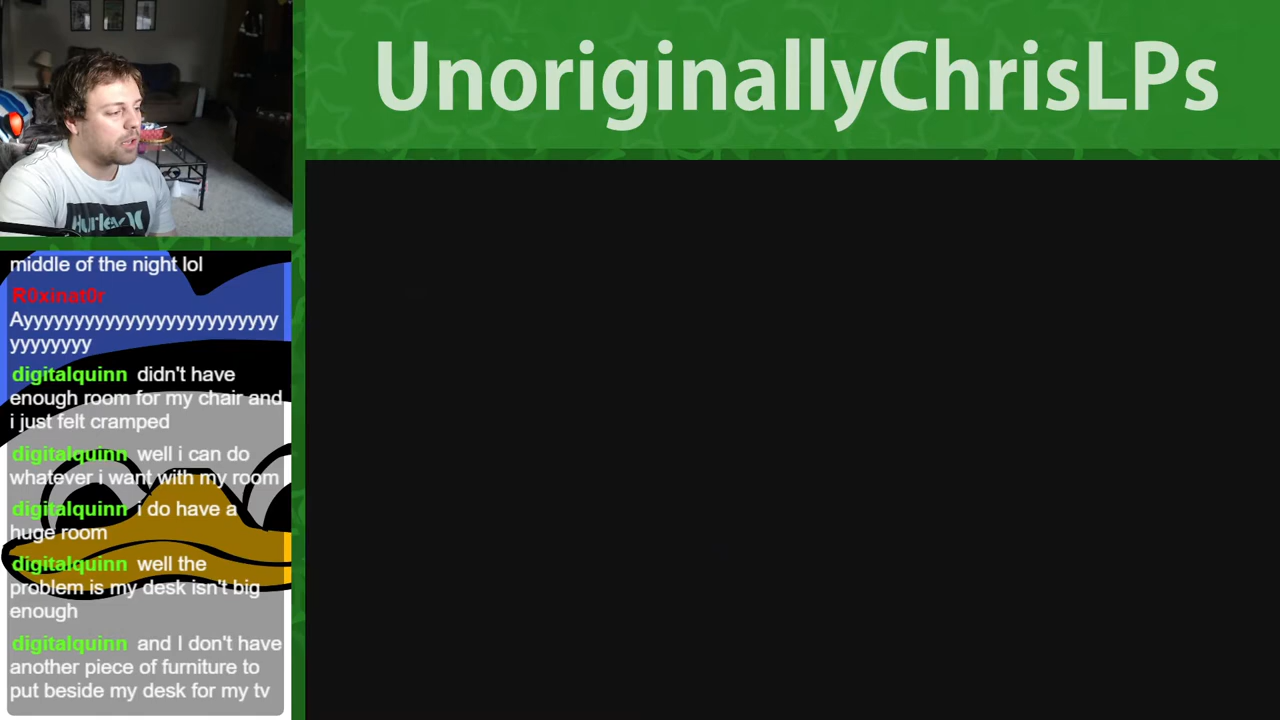 UnoriginallyChrisLPs
Hurley
middle of the night lol
R0xinat0r
Ayyyyyyyyyyyyyyyyyyyyyyyyy
yyyyyyyy
digitalquinn didn't have
enough room for my chair and
i just felt cramped
digitalquinn well i can do
whatever i want with my room
digitalquinn i do have a
huge room
digitalquinn well the
problem is my desk isn't big
enough
digitalquinn and I don't have
another piece of furniture to
put beside my desk for my tv